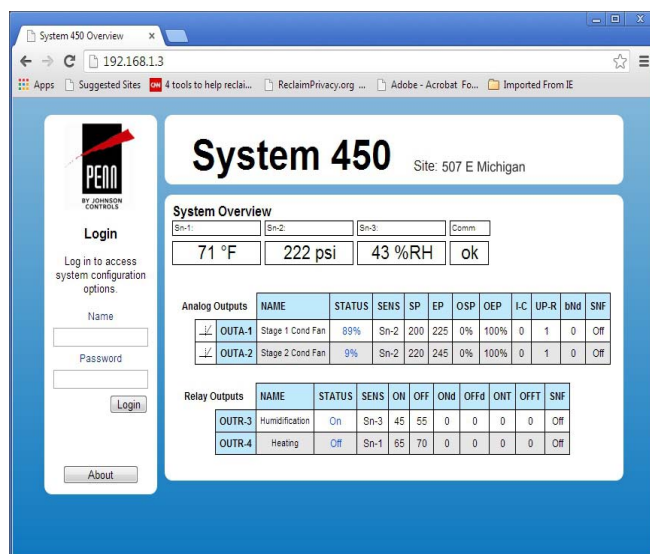 System 450 Overview
192.168.1.3
Apps Suggested Sites CNN 4 tools to help reclai... ReclaimPrivacy.org ... Adobe - Acrobat Fo... Imported From IE
PENN
BY JOHNSON CONTROLS
Login
Log in to access
system configuration
options.
Name
Password
Login
About
System 450 Site: 507 E Michigan
System Overview
Sn-1: Sn-2: Sn-3: Comm
71 °F 222 psi 43 %RH ok
Analog Outputs NAME STATUS SENS SP EP OSP OEP I-C UP-R bNd SNF
OUTA-1 Stage 1 Cond Fan 89% Sn-2 200 225 0% 100% 0 1 0 Off
OUTA-2 Stage 2 Cond Fan 9% Sn-2 220 245 0% 100% 0 1 0 Off
Relay Outputs NAME STATUS SENS ON OFF ONd OFFd ONT OFFT SNF
OUTR-3 Humidification On Sn-3 45 55 0 0 0 0 Off
OUTR-4 Heating Off Sn-1 65 70 0 0 0 0 Off